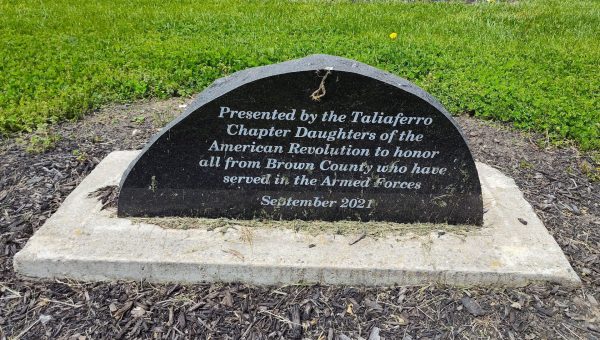 Presented by the Taliaferro
Chapter Daughters of the
American Revolution to honor
all from Brown County who have
served in the Armed Forces
September 2021